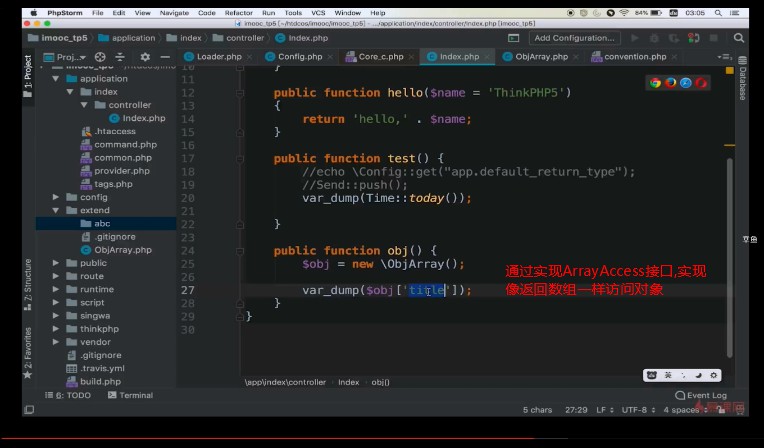 PhpStorm File Edit View Navigate Code Refactor Run Tools VCS Window Help 84% 03:05
imooc_tp5 [~/htdocs/imooc/imooc_tp5] - .../application/index/controller/Index.php [imooc_tp5]
imooc_tp5 application index controller Index.php Add Configuration...
Proj... Loader.php Config.php Core_c.php Index.php ObjArray.php convention.php
1: Project
Z: Structure
2: Favorites
Database
application
index
controller
Index.php
.htaccess
command.php
common.php
provider.php
tags.php
config
extend
abc
.gitignore
ObjArray.php
public
route
runtime
script
singwa
thinkphp
vendor
.gitignore
.travis.yml
build.php
11 }
12 public function hello($name = 'ThinkPHP5')
13 {
14 return 'hello,' . $name;
15 }
16
17 public function test() {
18 //echo \Config::get("app.default_return_type");
19 //Send::push();
20 var_dump(Time::today());
21
22 }
23
24 public function obj() {
25 $obj = new \ObjArray();
26
27 var_dump($obj['title']);
28 }
29 }
30
通过实现ArrayAccess接口,实现
像返回数组一样访问对象
英
\app\index\controller Index obj()
6: TODO Terminal Event Log
5 chars 27:29 LF UTF-8 4 spaces
慕课网